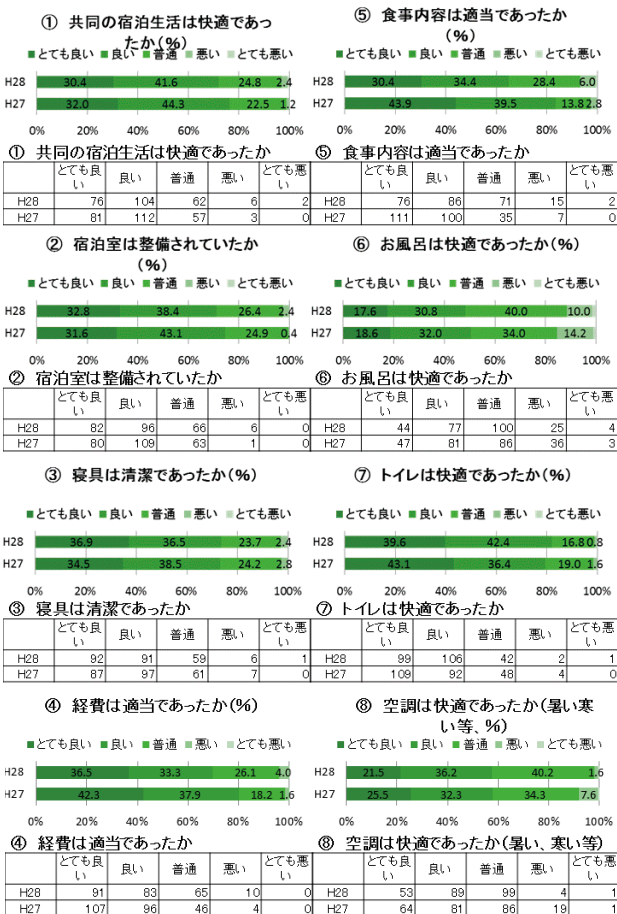 ① 共同の宿泊生活は快適であっ
たか(%)
■とても良い ■良い ■普通 ■悪い ■とても悪い
H28 30.4 41.6 24.8 2.4
H27 32.0 44.3 22.5 1.2
0% 20% 40% 60% 80% 100%
① 共同の宿泊生活は快適であったか
とても良い 良い 普通 悪い とても悪い
H28 76 104 62 6 2
H27 81 112 57 3 0
② 宿泊室は整備されていたか
(%)
■とても良い ■良い ■普通 ■悪い ■とても悪い
H28 32.8 38.4 26.4 2.4
H27 31.6 43.1 24.9 0.4
0% 20% 40% 60% 80% 100%
② 宿泊室は整備されていたか
とても良い 良い 普通 悪い とても悪い
H28 82 96 66 6 0
H27 80 109 63 1 0
③ 寝具は清潔であったか(%)
■とても良い ■良い ■普通 ■悪い ■とても悪い
H28 36.9 36.5 23.7 2.4
H27 34.5 38.5 24.2 2.8
0% 20% 40% 60% 80% 100%
③ 寝具は清潔であったか
とても良い 良い 普通 悪い とても悪い
H28 92 91 59 6 1
H27 87 97 61 7 0
④ 経費は適当であったか(%)
■とても良い ■良い ■普通 ■悪い ■とても悪い
H28 36.5 33.3 26.1 4.0
H27 42.3 37.9 18.2 1.6
0% 20% 40% 60% 80% 100%
④ 経費は適当であったか
とても良い 良い 普通 悪い とても悪い
H28 91 83 65 10 0
H27 107 96 46 4 0
⑤ 食事内容は適当であったか
(%)
■とても良い ■良い ■普通 ■悪い ■とても悪い
H28 30.4 34.4 28.4 6.0
H27 43.9 39.5 13.8 2.8
0% 20% 40% 60% 80% 100%
⑤ 食事内容は適当であったか
とても良い 良い 普通 悪い とても悪い
H28 76 86 71 15 2
H27 111 100 35 7 0
⑥ お風呂は快適であったか(%)
■とても良い ■良い ■普通 ■悪い ■とても悪い
H28 17.6 30.8 40.0 10.0
H27 18.6 32.0 34.0 14.2
0% 20% 40% 60% 80% 100%
⑥ お風呂は快適であったか
とても良い 良い 普通 悪い とても悪い
H28 44 77 100 25 4
H27 47 81 86 36 3
⑦ トイレは快適であったか(%)
■とても良い ■良い ■普通 ■悪い ■とても悪い
H28 39.6 42.4 16.8 0.8
H27 43.1 36.4 19.0 1.6
0% 20% 40% 60% 80% 100%
⑦ トイレは快適であったか
とても良い 良い 普通 悪い とても悪い
H28 99 106 42 2 1
H27 109 92 48 4 0
⑧ 空調は快適であったか(暑い寒
い等、%)
■とても良い ■良い ■普通 ■悪い ■とても悪い
H28 21.5 36.2 40.2 1.6
H27 25.5 32.3 34.3 7.6
0% 20% 40% 60% 80% 100%
⑧ 空調は快適であったか(暑い、寒い等)
とても良い 良い 普通 悪い とても悪い
H28 53 89 99 4 1
H27 64 81 86 19 1